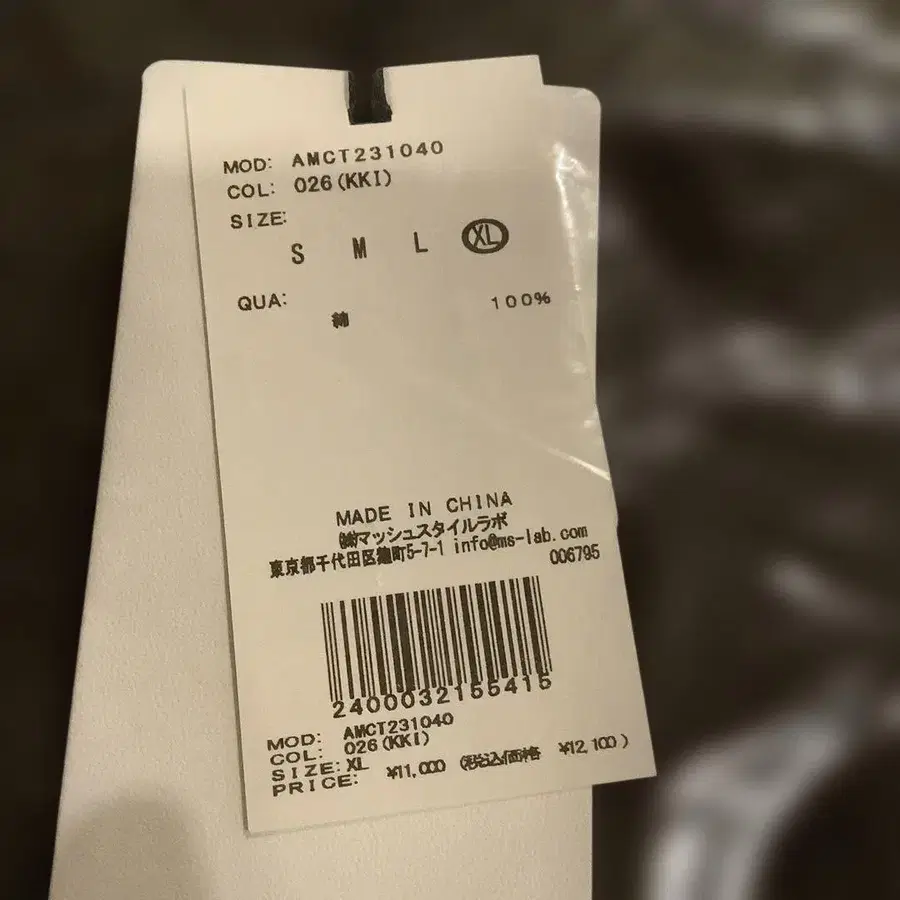 MOD: AMCT231040
COL: 026(KKI)
SIZE:
S M L XL
QUA: 100%
綿
MADE IN CHINA
㈱マッシュスタイルラボ
東京都千代田区麹町5-7-1 info@ms-lab.com
006795
2400032155415
MOD: AMCT231040
COL: 026(KKI)
SIZE: XL
PRICE: ¥11,000 (税込価格 ¥12,100)